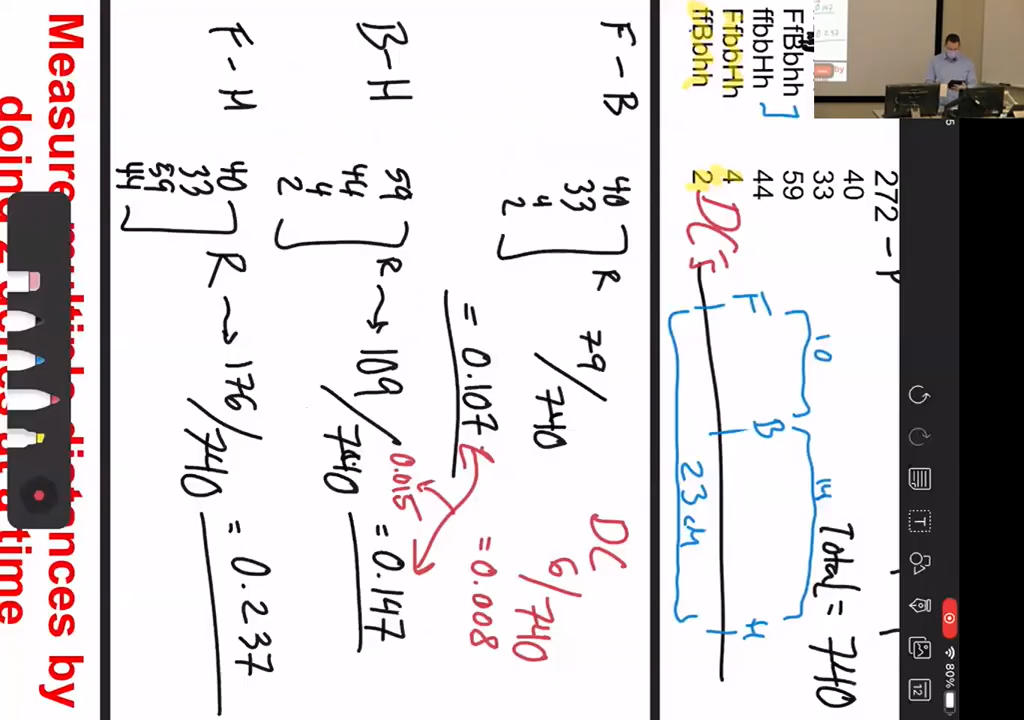 80%
12
T
5
272 -
40
33
FfBbhh 59
ffbbHh 44
FfbbHh 4
ffBbhh 2
DC's
Total = 740
10 14
F B H
23 cM
F-B
40
33
4
2
R
79/740
= 0.107
DC
6/740
= 0.008
0.015
B-H
59
44
4
2
R → 109/740 = 0.147
F-H
40
33
59
44
R → 176/740 = 0.237
Measure multiple distances by
doing 2 at a time